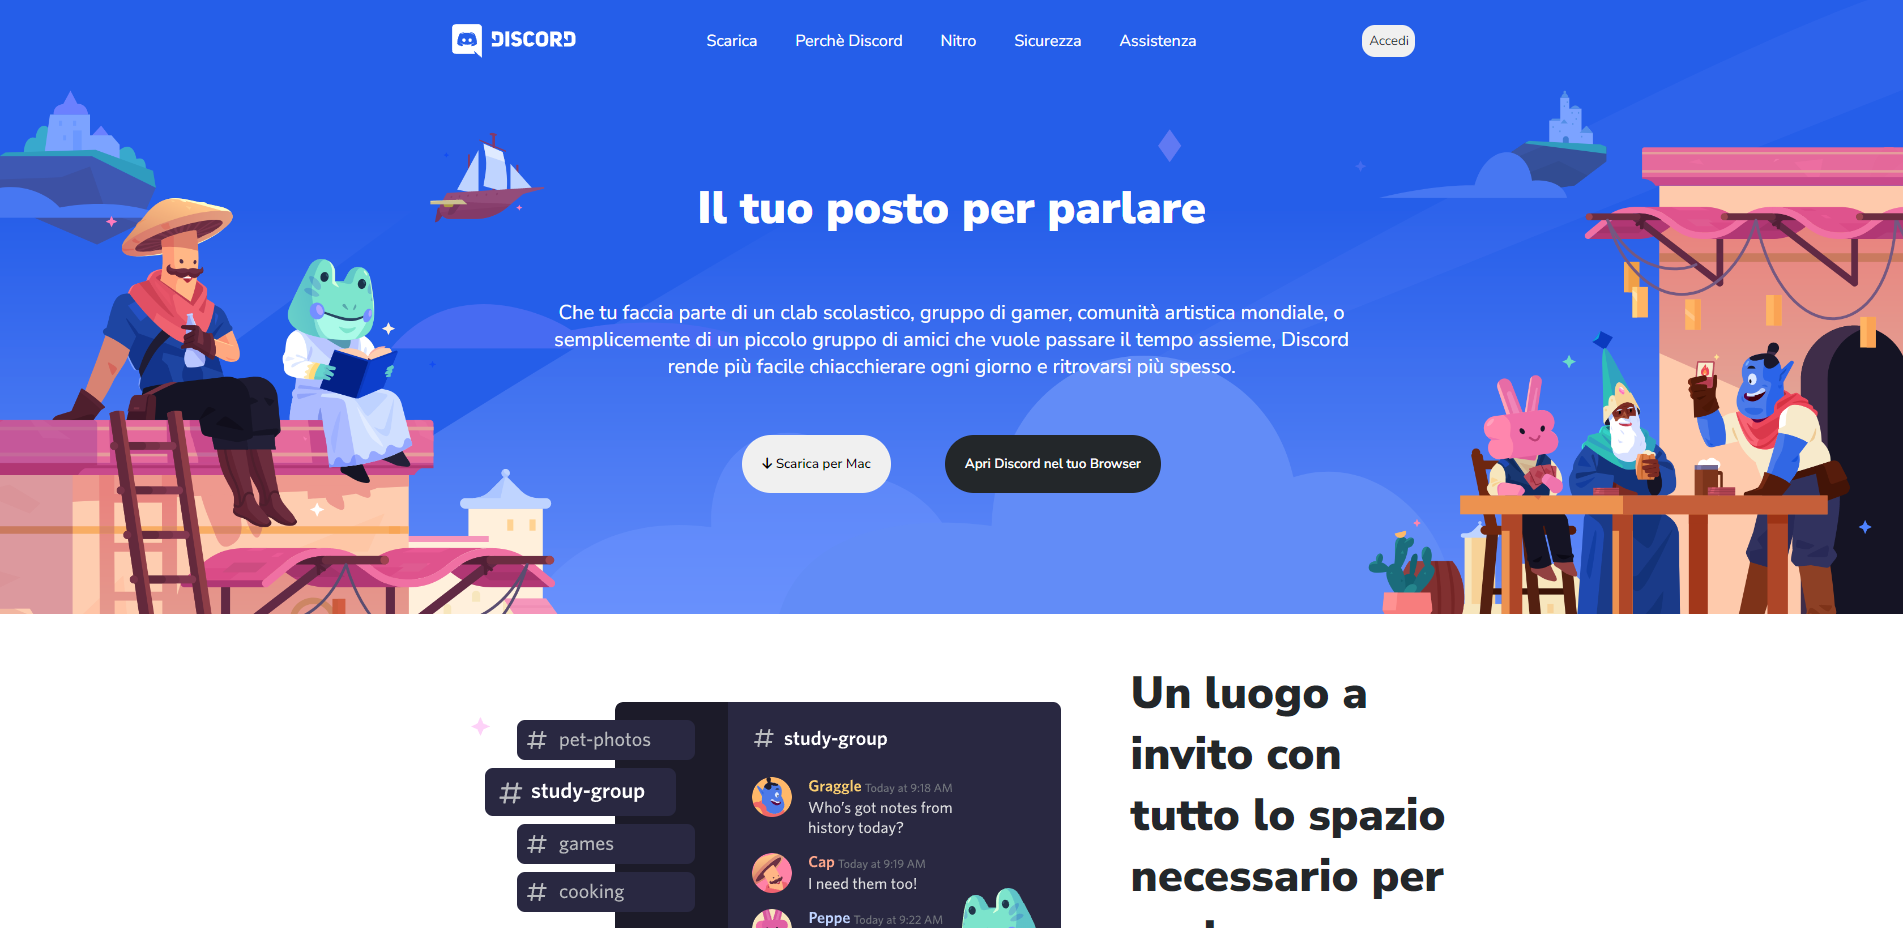 DISCORD
Scarica
Perchè Discord
Nitro
Sicurezza
Assistenza
Accedi
Il tuo posto per parlare
Che tu faccia parte di un clab scolastico, gruppo di gamer, comunità artistica mondiale, o
semplicemente di un piccolo gruppo di amici che vuole passare il tempo assieme, Discord
rende più facile chiacchierare ogni giorno e ritrovarsi più spesso.
Scarica per Mac
Apri Discord nel tuo Browser
# pet-photos
# study-group
# games
# cooking
# study-group
Graggle Today at 9:18 AM
Who's got notes from
history today?
Cap Today at 9:19 AM
I need them too!
Peppe Today at 9:22 AM
Un luogo a
invito con
tutto lo spazio
necessario per